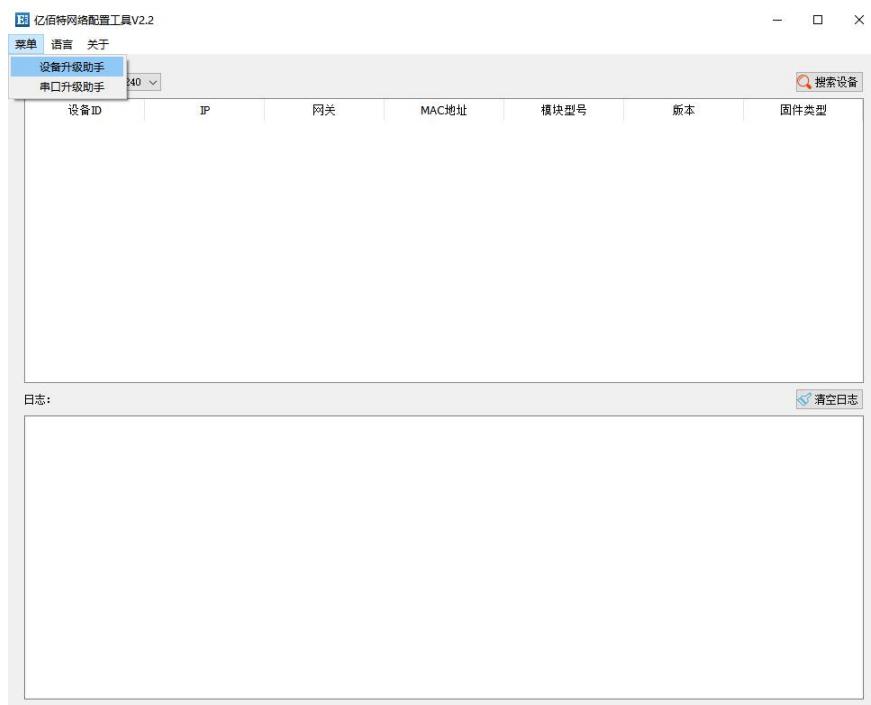 亿佰特网络配置工具V2.2
菜单 语言 关于
设备升级助手
串口升级助手
240
搜索设备
设备ID IP 网关 MAC地址 模块型号 版本 固件类型
日志:
清空日志